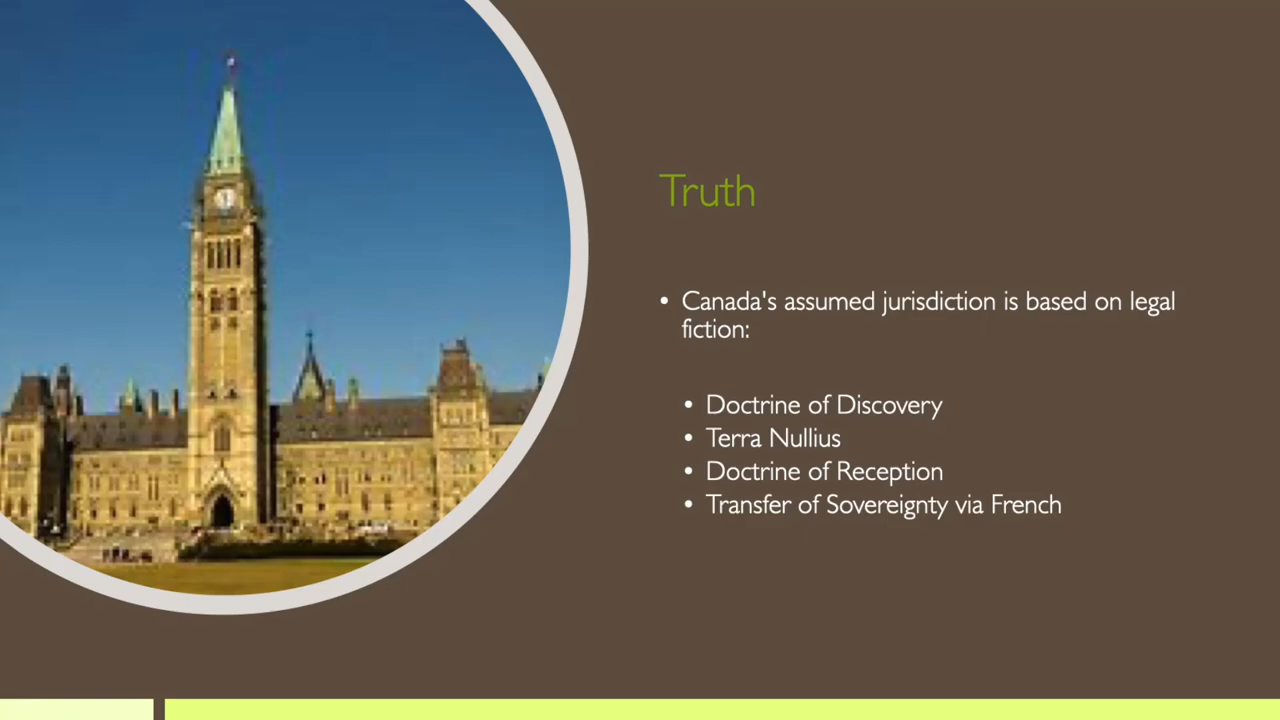 Truth
• Canada's assumed jurisdiction is based on legal
fiction:
• Doctrine of Discovery
• Terra Nullius
• Doctrine of Reception
• Transfer of Sovereignty via French